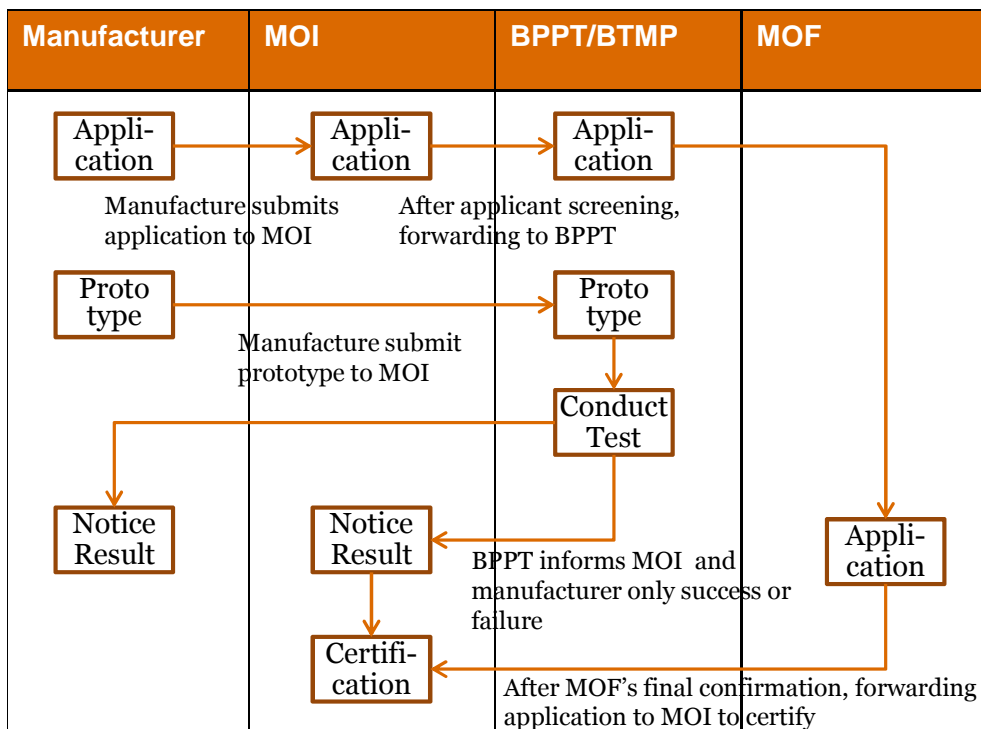 Manufacturer MOI BPPT/BTMP MOF
Appli-
cation
Appli-
cation
Appli-
cation
Manufacture submits
application to MOI
After applicant screening,
forwarding to BPPT
Proto
type
Proto
type
Manufacture submit
prototype to MOI
Conduct
Test
Notice
Result
Notice
Result
Appli-
cation
BPPT informs MOI and
manufacturer only success or
failure
Certifi-
cation
After MOF's final confirmation, forwarding
application to MOI to certify